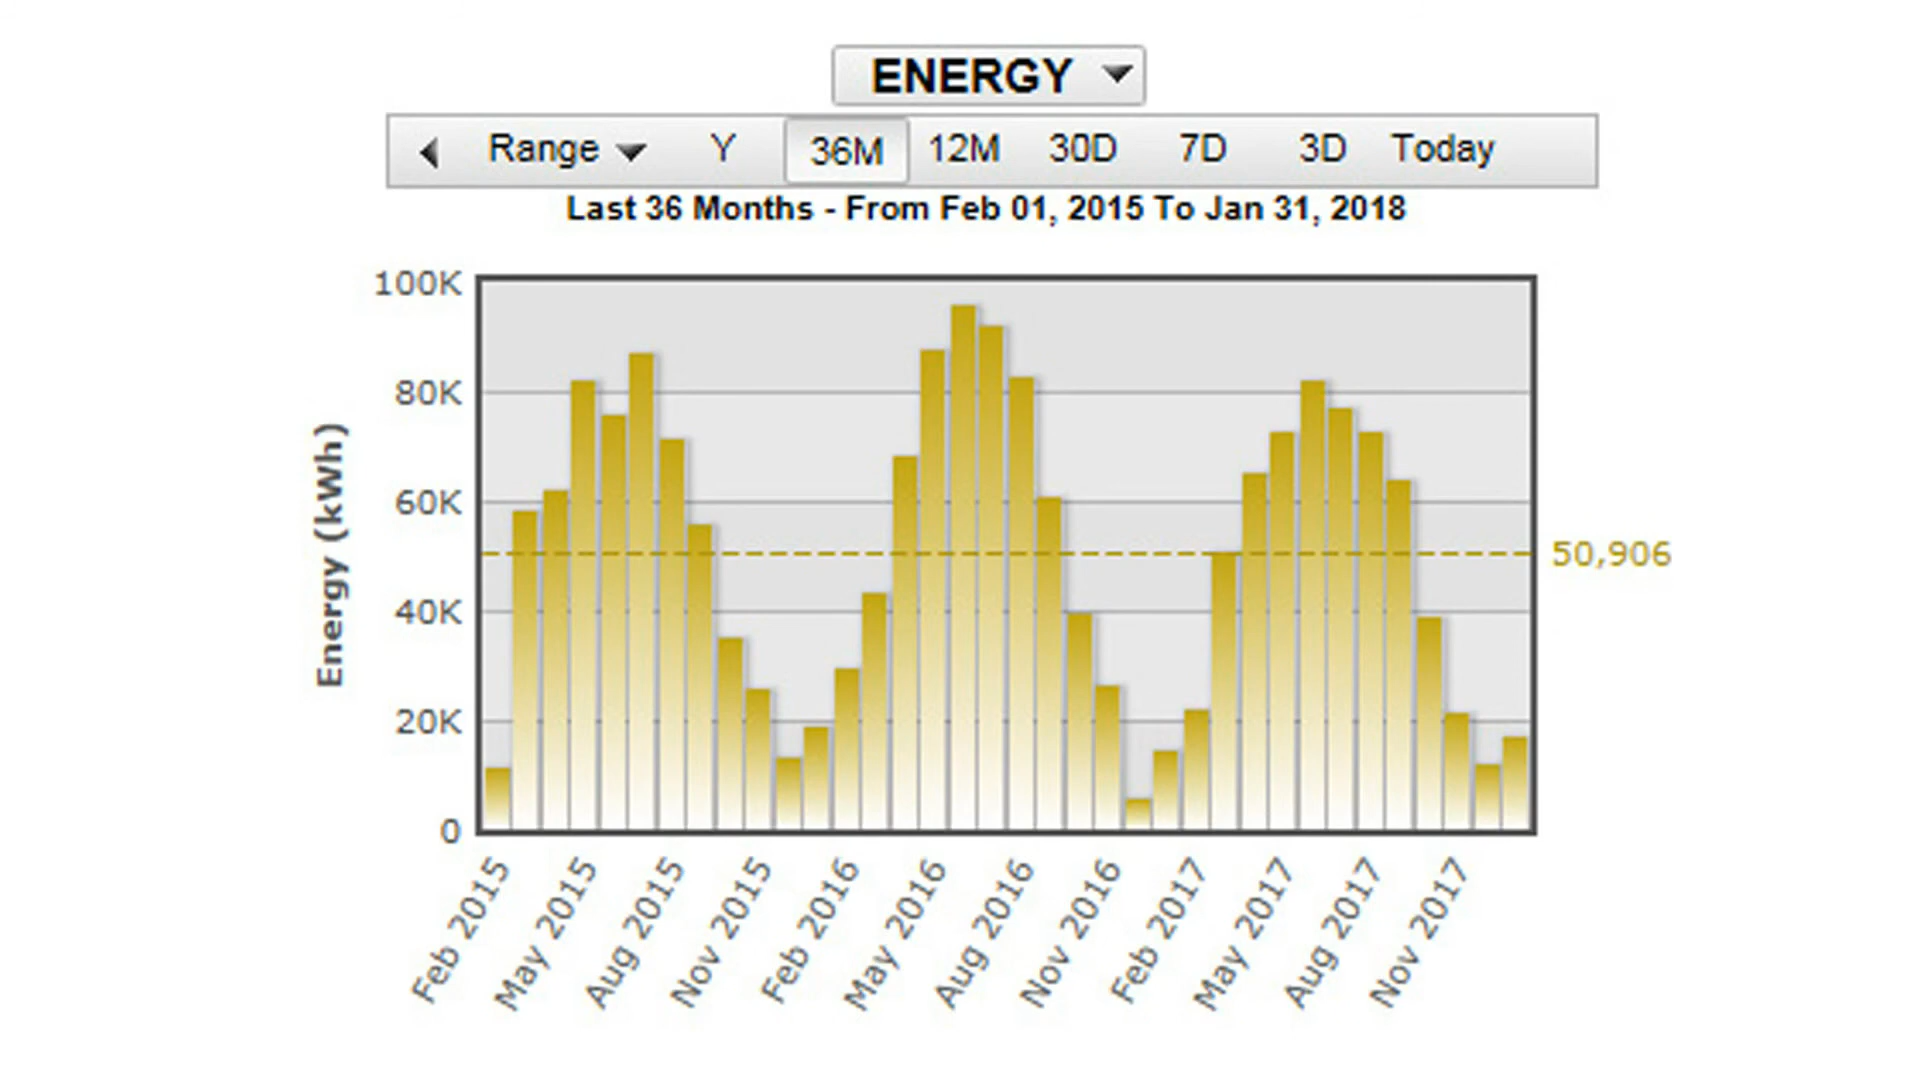 ENERGY
Range Y 36M 12M 30D 7D 3D Today
Last 36 Months - From Feb 01, 2015 To Jan 31, 2018
100K
80K
60K
40K
20K
0
Energy (kWh)
50,906
Feb 2015
May 2015
Aug 2015
Nov 2015
Feb 2016
May 2016
Aug 2016
Nov 2016
Feb 2017
May 2017
Aug 2017
Nov 2017